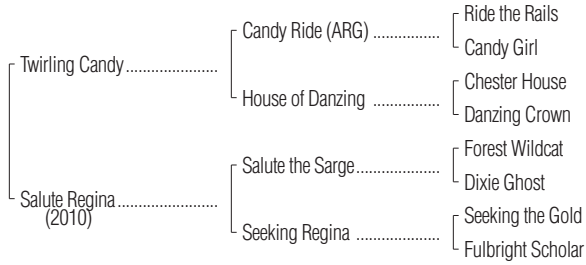 Ride the Rails
Candy Ride (ARG) ................
Candy Girl
Twirling Candy ......................
Chester House
House of Danzing ................
Danzing Crown
Forest Wildcat
Salute the Sarge ....................
Dixie Ghost
Salute Regina ........................
(2010)
Seeking the Gold
Seeking Regina ....................
Fulbright Scholar